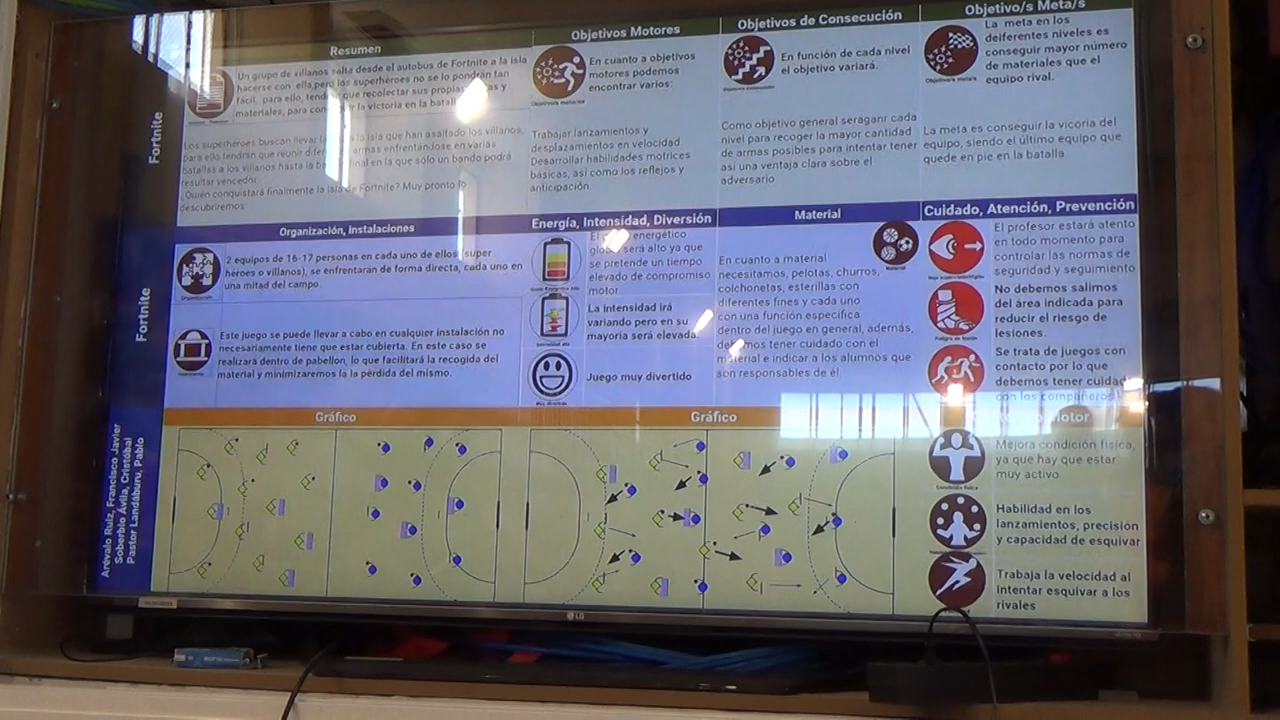 Resumen
Un grupo de villanos salta desde el autobus de Fortnite a la isla
hacerse con ella, pero los superhéroes no se lo pondrán tan
fácil, para ello, tendrán que recolectar sus propias armas y
materiales, para conseguir la victoria en la batalla
Los superhéroes buscan llevar la isla que han asaltado los villanos,
para ello tendrán que reunir armas enfrentándose en varias
batallas a los villanos hasta la final en la que sólo un bando podrá
resultar vencedor.
¿Quién conquistará finalmente la isla de Fortnite? Muy pronto lo
descubriremos
Objetivos Motores
En cuanto a objetivos
motores podemos
encontrar varios:
Trabajar lanzamientos y
desplazamientos en velocidad.
Desarrollar habilidades motrices
básicas, así como los reflejos y
anticipación.
Objetivos de Consecución
En función de cada nivel
el objetivo variará.
Como objetivo general seráganr cada
nivel para recoger la mayor cantidad
de armas posibles para intentar tener
así una ventaja clara sobre el
adversario
Objetivo/s Meta/s
La meta en los
deiferentes niveles es
conseguir mayor número
de materiales que el
equipo rival.
La meta es conseguir la vicoria del
equipo, siendo el último equipo que
quede en pie en la batalla
Fortnite
Organización, Instalaciones
2 equipos de 16-17 personas en cada uno de ellos (super
héroes o villanos), se enfrentarán de forma directa, cada uno en
una mitad del campo
Este juego se puede llevar a cabo en cualquier instalación no
necesariamente tiene que estar cubierta. En este caso se
realizará dentro de pabellon, lo que facilitará la recogida del
material y minimizaremos la la pérdida del mismo.
Energía, Intensidad, Diversión
El energético
será alto ya que
se pretende un tiempo
elevado de compromiso
motor
La intensidad irá
variando pero en su
mayoría será elevada
Juego muy divertido
Material
Material
En cuanto a material
necesitamos, pelotas, churros,
colchonetas, esterillas con
diferentes fines y cada uno
con una función específica
dentro del juego en general, además,
debemos tener cuidado con el
material e indicar a los alumnos que
son responsables de él
Cuidado, Atención, Prevención
El profesor estará atento
en todo momento para
controlar las normas de
seguridad y seguimiento
No debemos salirnos
del área indicada para
reducir el riesgo de
lesiones.
Se trata de juegos con
contacto por lo que
debemos tener cuidado
con los compañeros
Fortnite
Gráfico
Gráfico
Motor
Mejora condición física,
ya que hay que estar
muy activo
Condición física
Habilidad en los
lanzamientos, precisión
y capacidad de esquivar
Trabaja la velocidad al
intentar esquivar a los
rivales
Arévalo Ruiz, Francisco Javier
Soberbio Ávila, Cristóbal
Pastor Landáburu, Pablo
LG